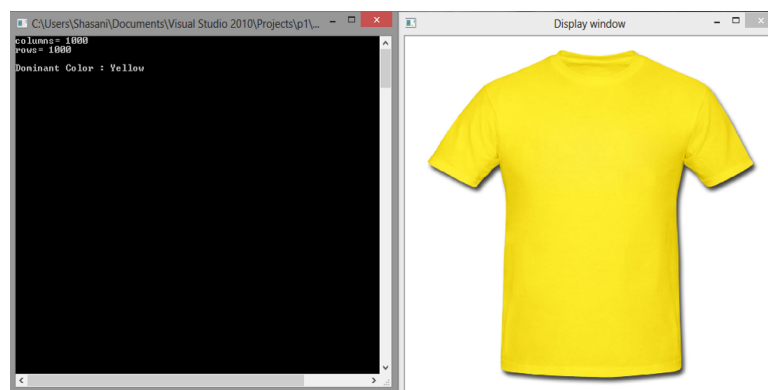 C:\Users\Shasani\Documents\Visual Studio 2010\Projects\p1\...
columns= 1000
rows= 1000
Dominant Color : Yellow
Display window